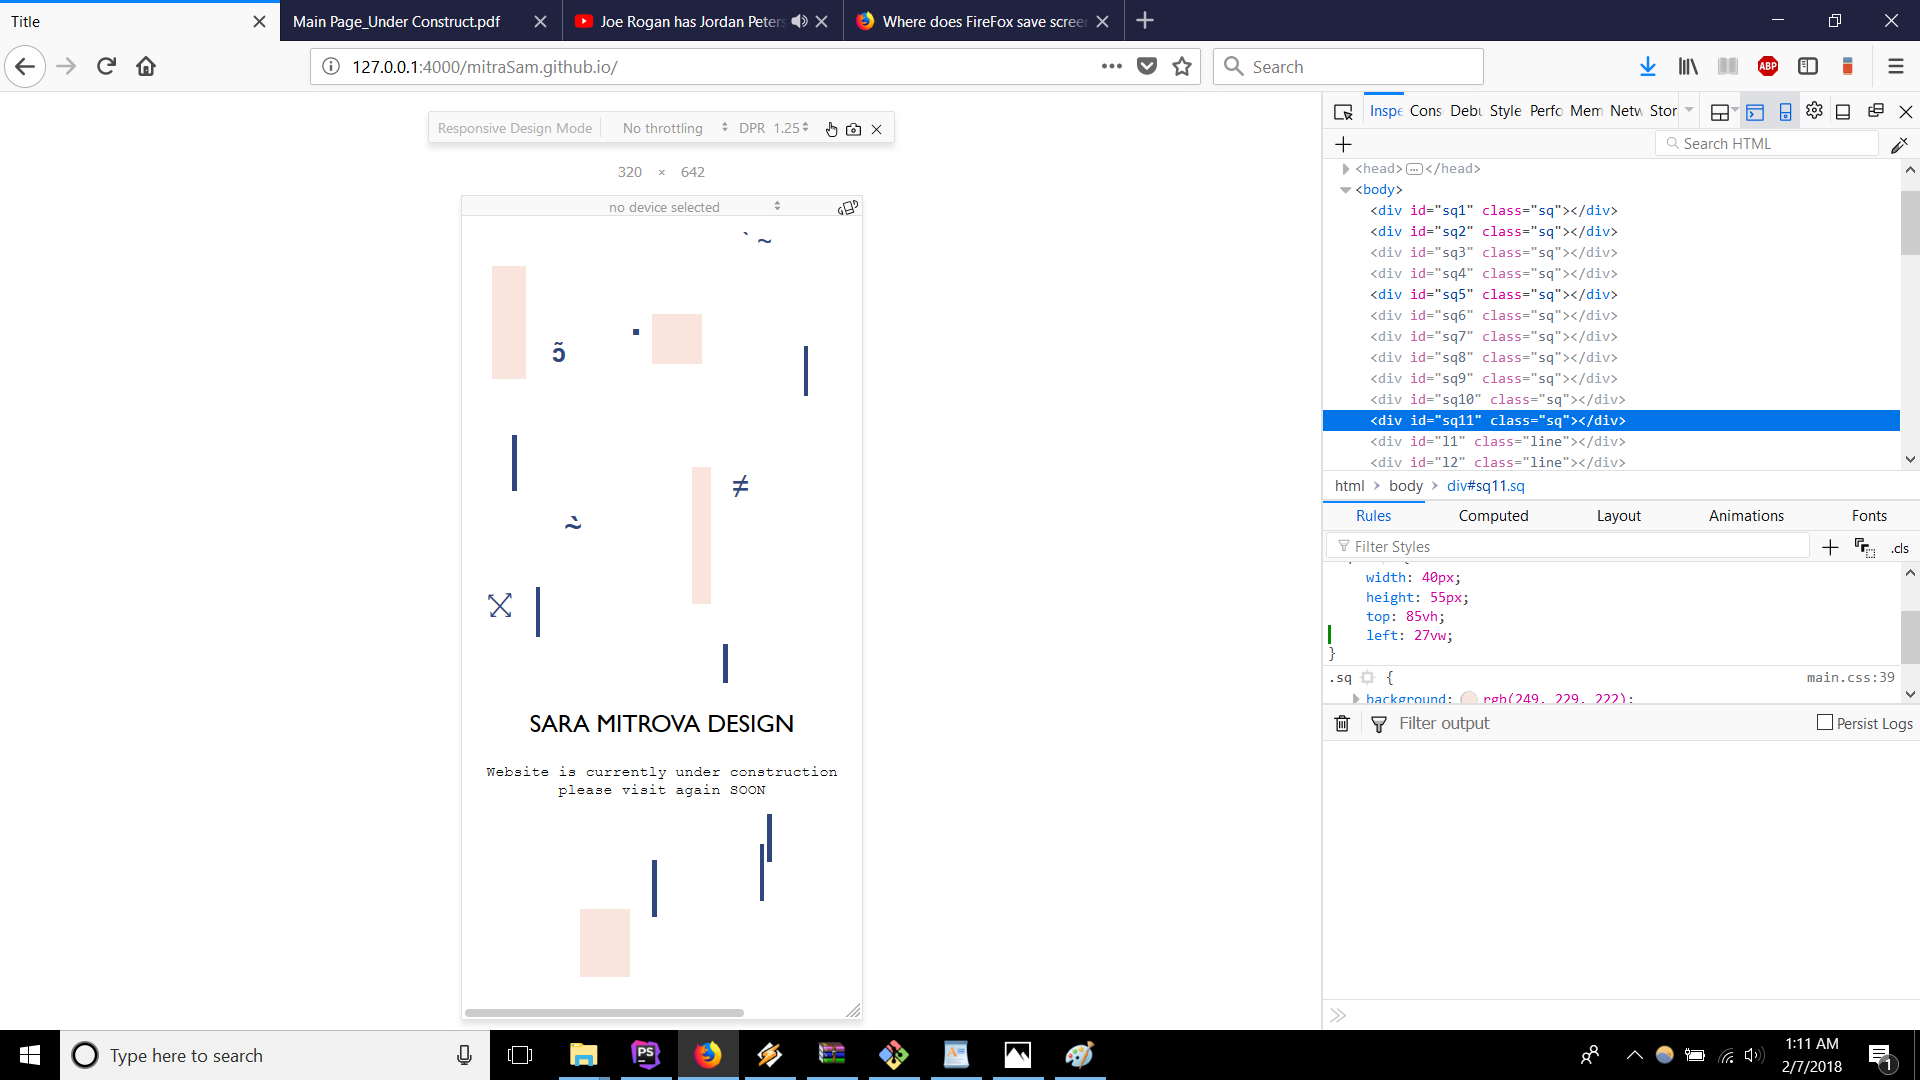 Title
Main Page_Under Construct.pdf
Joe Rogan has Jordan Peters
Where does FireFox save scree
127.0.0.1:4000/mitraSam.github.io/
Search
ABP
Responsive Design Mode
No throttling
DPR 1.25
320 × 642
no device selected
` ~
ɔ̃
≠
SARA MITROVA DESIGN
Website is currently under construction
please visit again SOON
Inspe
Cons
Debu
Style
Perfo
Mem
Netw
Stor
Search HTML
<head>…</head>
<body>
<div id="sq1" class="sq"></div>
<div id="sq2" class="sq"></div>
<div id="sq3" class="sq"></div>
<div id="sq4" class="sq"></div>
<div id="sq5" class="sq"></div>
<div id="sq6" class="sq"></div>
<div id="sq7" class="sq"></div>
<div id="sq8" class="sq"></div>
<div id="sq9" class="sq"></div>
<div id="sq10" class="sq"></div>
<div id="sq11" class="sq"></div>
<div id="l1" class="line"></div>
<div id="l2" class="line"></div>
html > body > div#sq11.sq
Rules
Computed
Layout
Animations
Fonts
Filter Styles
.cls
width: 40px;
height: 55px;
top: 85vh;
left: 27vw;
}
.sq {
main.css:39
background: rgb(249, 229, 222);
Filter output
Persist Logs
Type here to search
PS
1:11 AM
2/7/2018
1